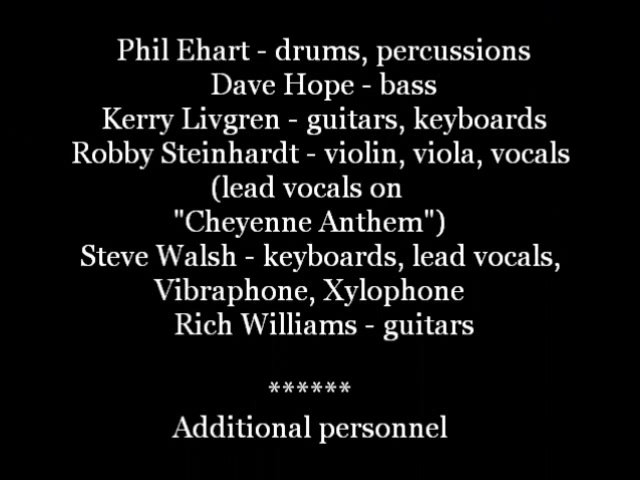 Phil Ehart - drums, percussions
Dave Hope - bass
Kerry Livgren - guitars, keyboards
Robby Steinhardt - violin, viola, vocals
(lead vocals on
"Cheyenne Anthem")
Steve Walsh - keyboards, lead vocals,
Vibraphone, Xylophone
Rich Williams - guitars
******
Additional personnel